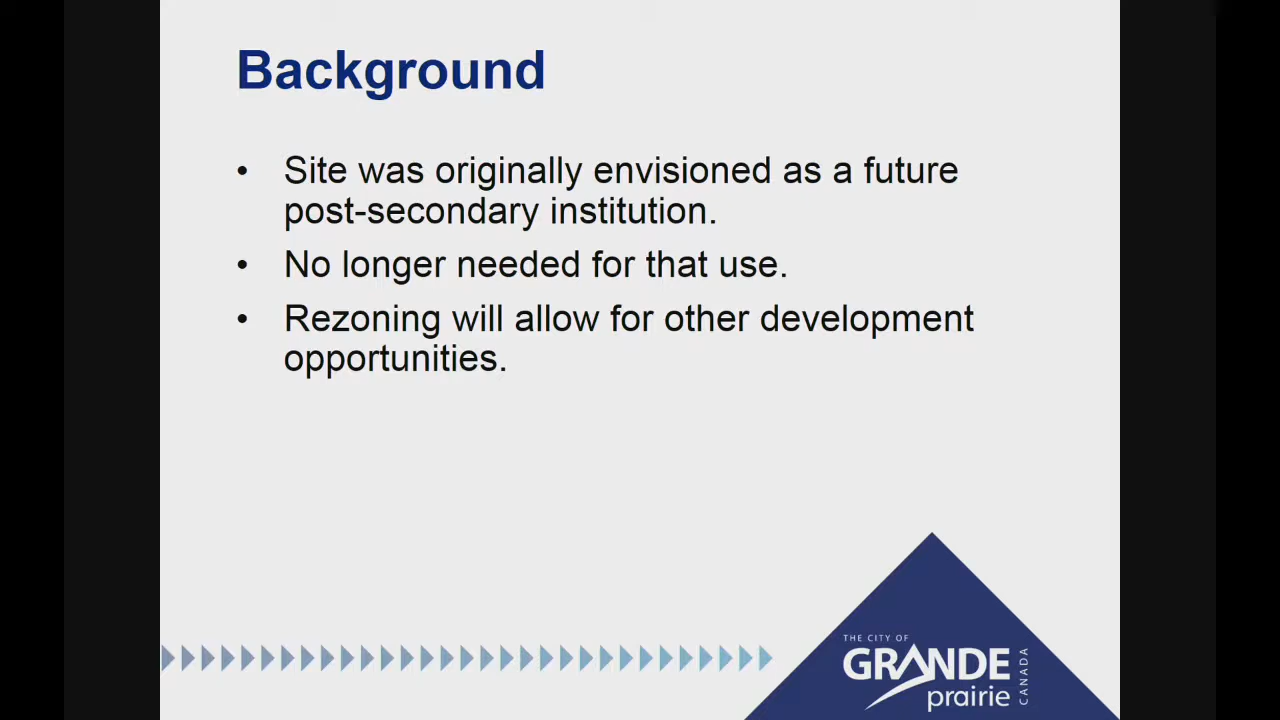 Background
• Site was originally envisioned as a future
post-secondary institution.
• No longer needed for that use.
• Rezoning will allow for other development
opportunities.
THE CITY OF
GRANDE
prairie
CANADA